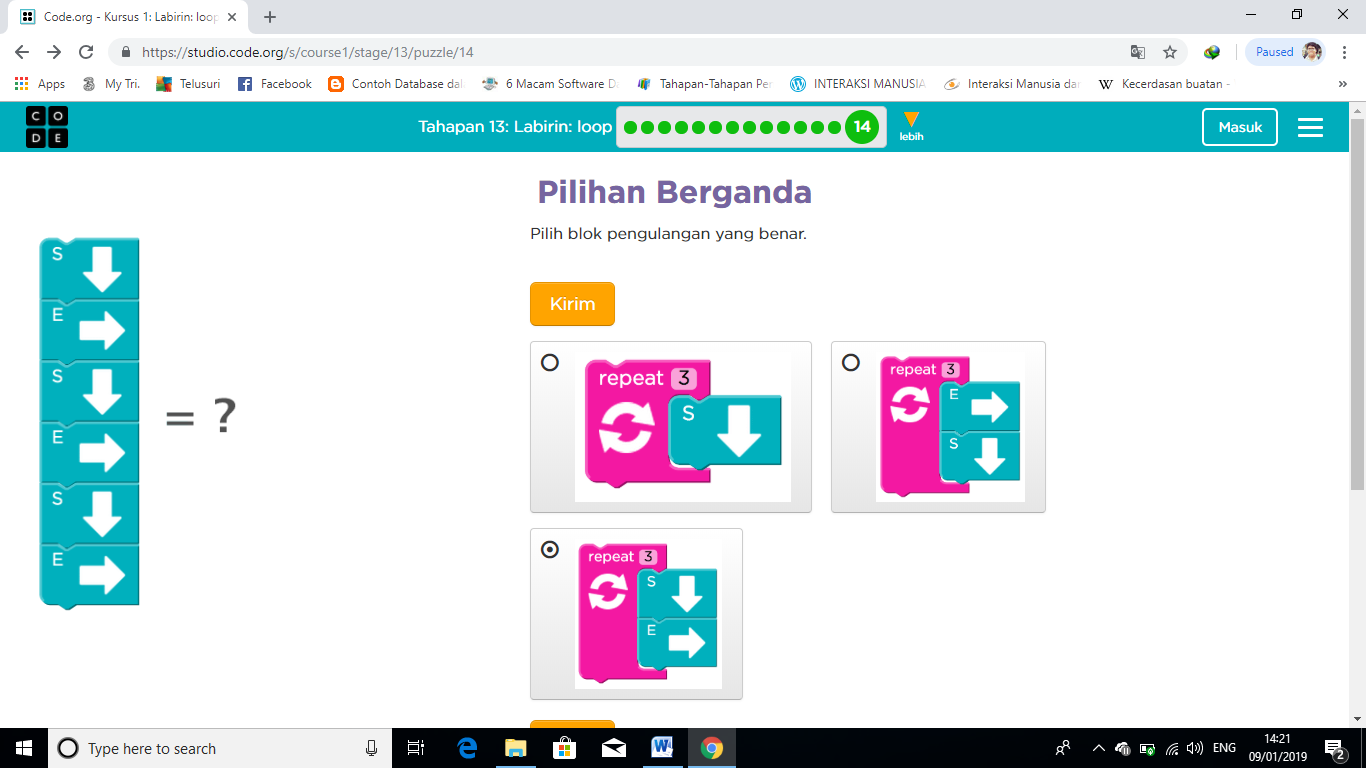 Code.org - Kursus 1: Labirin: loop
https://studio.code.org/s/course1/stage/13/puzzle/14
Paused
Apps
My Tri.
Telusuri
Facebook
Contoh Database dal
6 Macam Software D
Tahapan-Tahapan Per
INTERAKSI MANUSIA
Interaksi Manusia da
Kecerdasan buatan -
»
C O
D E
Tahapan 13: Labirin: loop
14
lebih
Masuk
Pilihan Berganda
Pilih blok pengulangan yang benar.
Kirim
S
E
S
E
S
E
= ?
repeat 3
S
repeat 3
E
S
repeat 3
S
E
Type here to search
ENG
14:21
09/01/2019
2